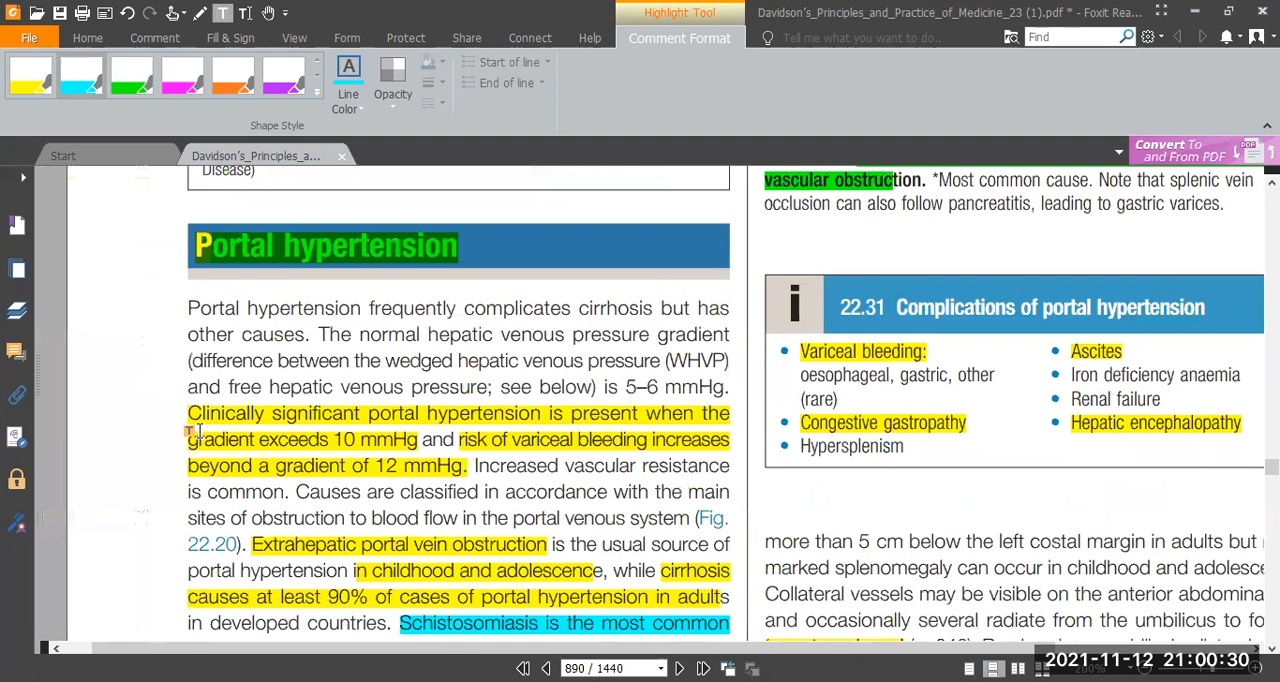 Highlight Tool
Davidson's_Principles_and_Practice_of_Medicine_23 (1).pdf * - Foxit Rea...
File
Home
Comment
Fill & Sign
View
Form
Protect
Share
Connect
Help
Comment Format
Tell me what you want to do..
Find
Line
Color
Opacity
Start of line
End of line
Shape Style
Start
Davidson's_Principles_a...
Convert To
and From PDF
Disease)
Portal hypertension
Portal hypertension frequently complicates cirrhosis but has
other causes. The normal hepatic venous pressure gradient
(difference between the wedged hepatic venous pressure (WHVP)
and free hepatic venous pressure; see below) is 5–6 mmHg.
Clinically significant portal hypertension is present when the
gradient exceeds 10 mmHg and risk of variceal bleeding increases
beyond a gradient of 12 mmHg. Increased vascular resistance
is common. Causes are classified in accordance with the main
sites of obstruction to blood flow in the portal venous system (Fig.
22.20). Extrahepatic portal vein obstruction is the usual source of
portal hypertension in childhood and adolescence, while cirrhosis
causes at least 90% of cases of portal hypertension in adults
in developed countries. Schistosomiasis is the most common
vascular obstruction. *Most common cause. Note that splenic vein
occlusion can also follow pancreatitis, leading to gastric varices.
i 22.31 Complications of portal hypertension
• Variceal bleeding:
oesophageal, gastric, other
(rare)
• Congestive gastropathy
• Hypersplenism
• Ascites
• Iron deficiency anaemia
• Renal failure
• Hepatic encephalopathy
more than 5 cm below the left costal margin in adults but
marked splenomegaly can occur in childhood and adolesce
Collateral vessels may be visible on the anterior abdomina
and occasionally several radiate from the umbilicus to fo
890 / 1440
2021-11-12 21:00:30